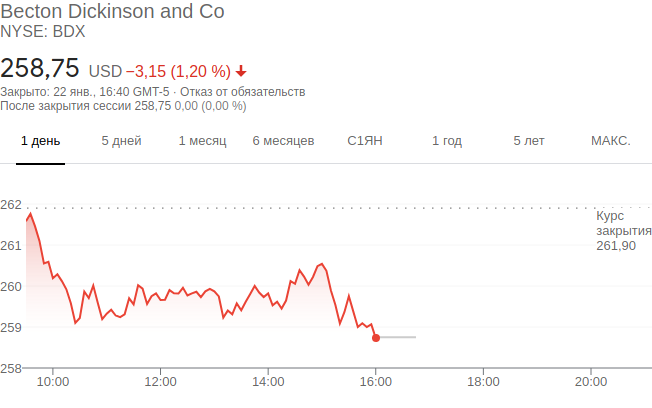 Becton Dickinson and Co
NYSE: BDX
258,75 USD −3,15 (1,20 %)
Закрыто: 22 янв., 16:40 GMT-5 · Отказ от обязательств
После закрытия сессии 258,75 0,00 (0,00 %)
1 день 5 дней 1 месяц 6 месяцев С1ЯН 1 год 5 лет МАКС.
262
Курс
закрытия
261,90
261
260
259
258
10:00 12:00 14:00 16:00 18:00 20:00